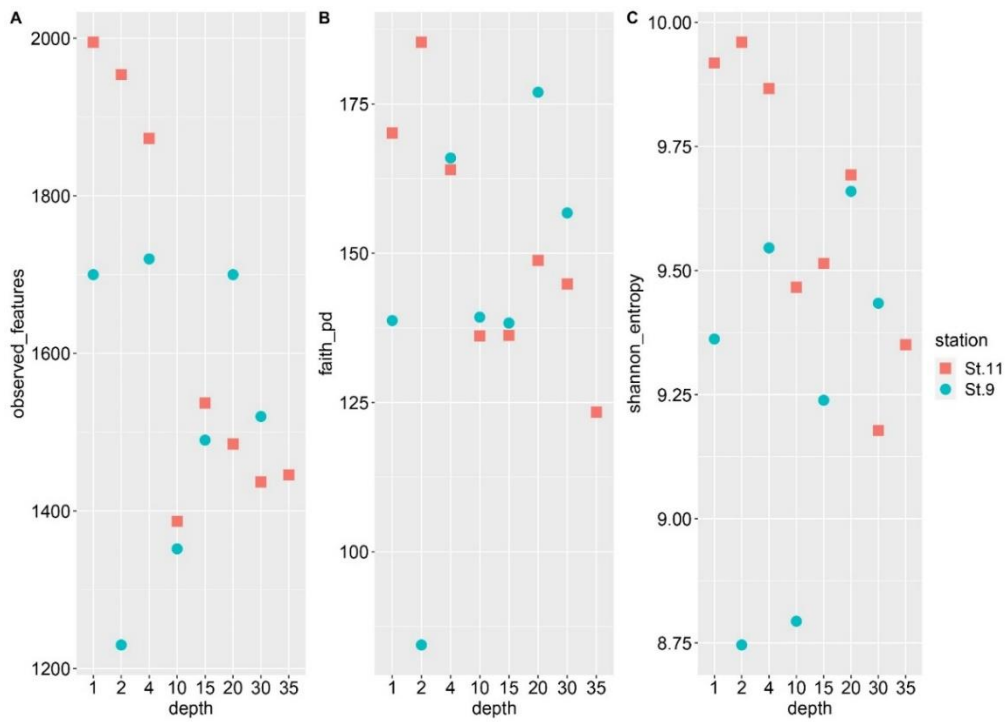 A
2000
1800
1600
1400
1200
observed_features
1 2 4 10 15 20 30 35
depth
B
175
150
125
100
faith_pd
1 2 4 10 15 20 30 35
depth
C
10.00
9.75
9.50
9.25
9.00
8.75
shannon_entropy
1 2 4 10 15 20 30 35
depth
station
St.11
St.9